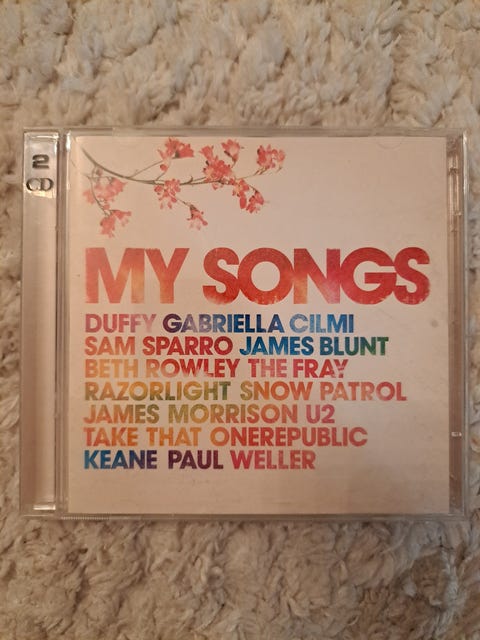 2
CD
MY SONGS
DUFFY GABRIELLA CILMI
SAM SPARRO JAMES BLUNT
BETH ROWLEY THE FRAY
RAZORLIGHT SNOW PATROL
JAMES MORRISON U2
TAKE THAT ONEREPUBLIC
KEANE PAUL WELLER